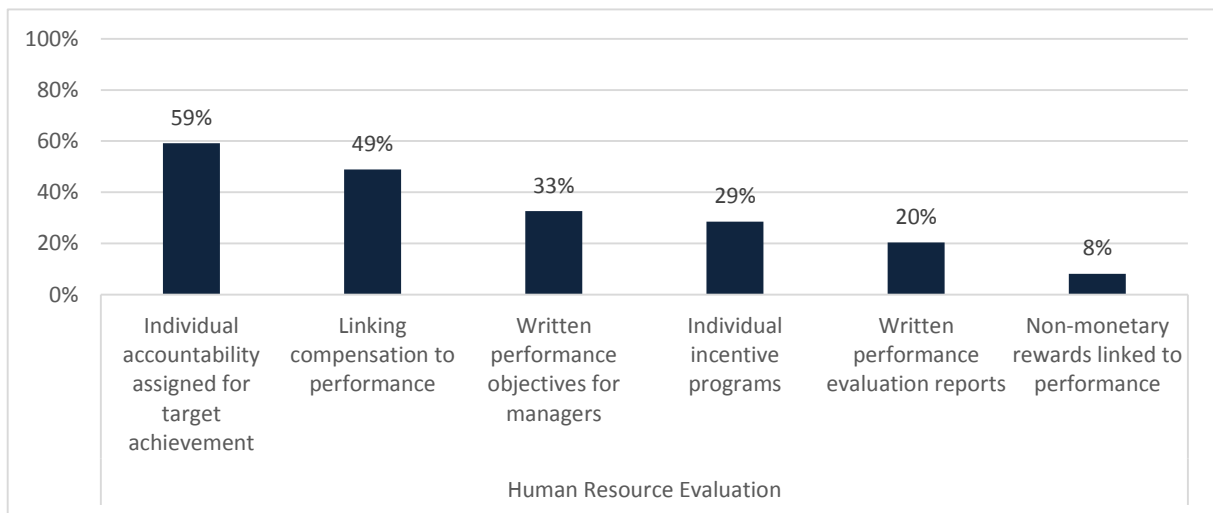 100%
80%
60%
40%
20%
0%
59%
49%
33%
29%
20%
8%
Individual
accountability
assigned for
target
achievement
Linking
compensation to
performance
Written
performance
objectives for
managers
Individual
incentive
programs
Written
performance
evaluation reports
Non-monetary
rewards linked to
performance
Human Resource Evaluation